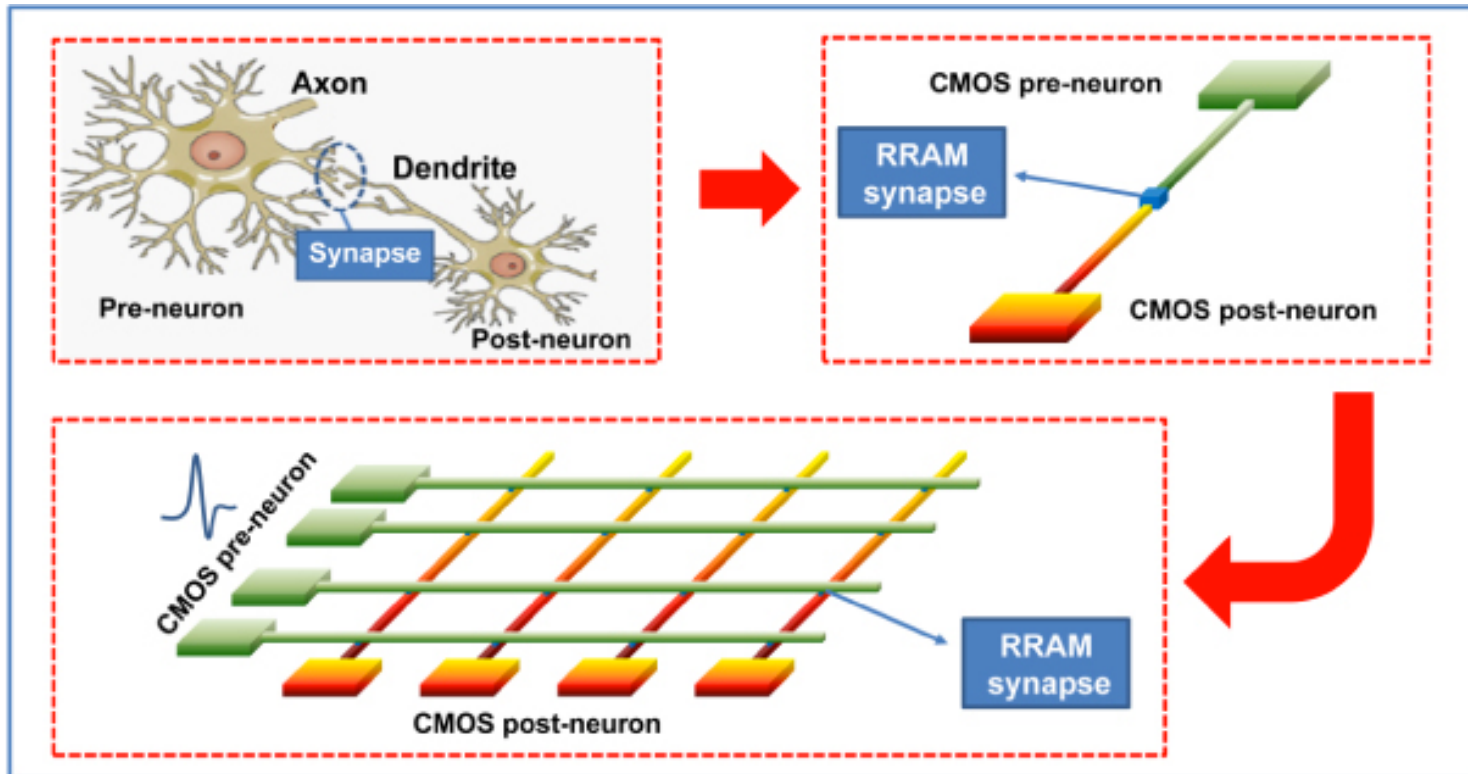 Axon
Dendrite
Synapse
Pre-neuron
Post-neuron
CMOS pre-neuron
RRAM
synapse
CMOS post-neuron
CMOS pre-neuron
RRAM
synapse
CMOS post-neuron